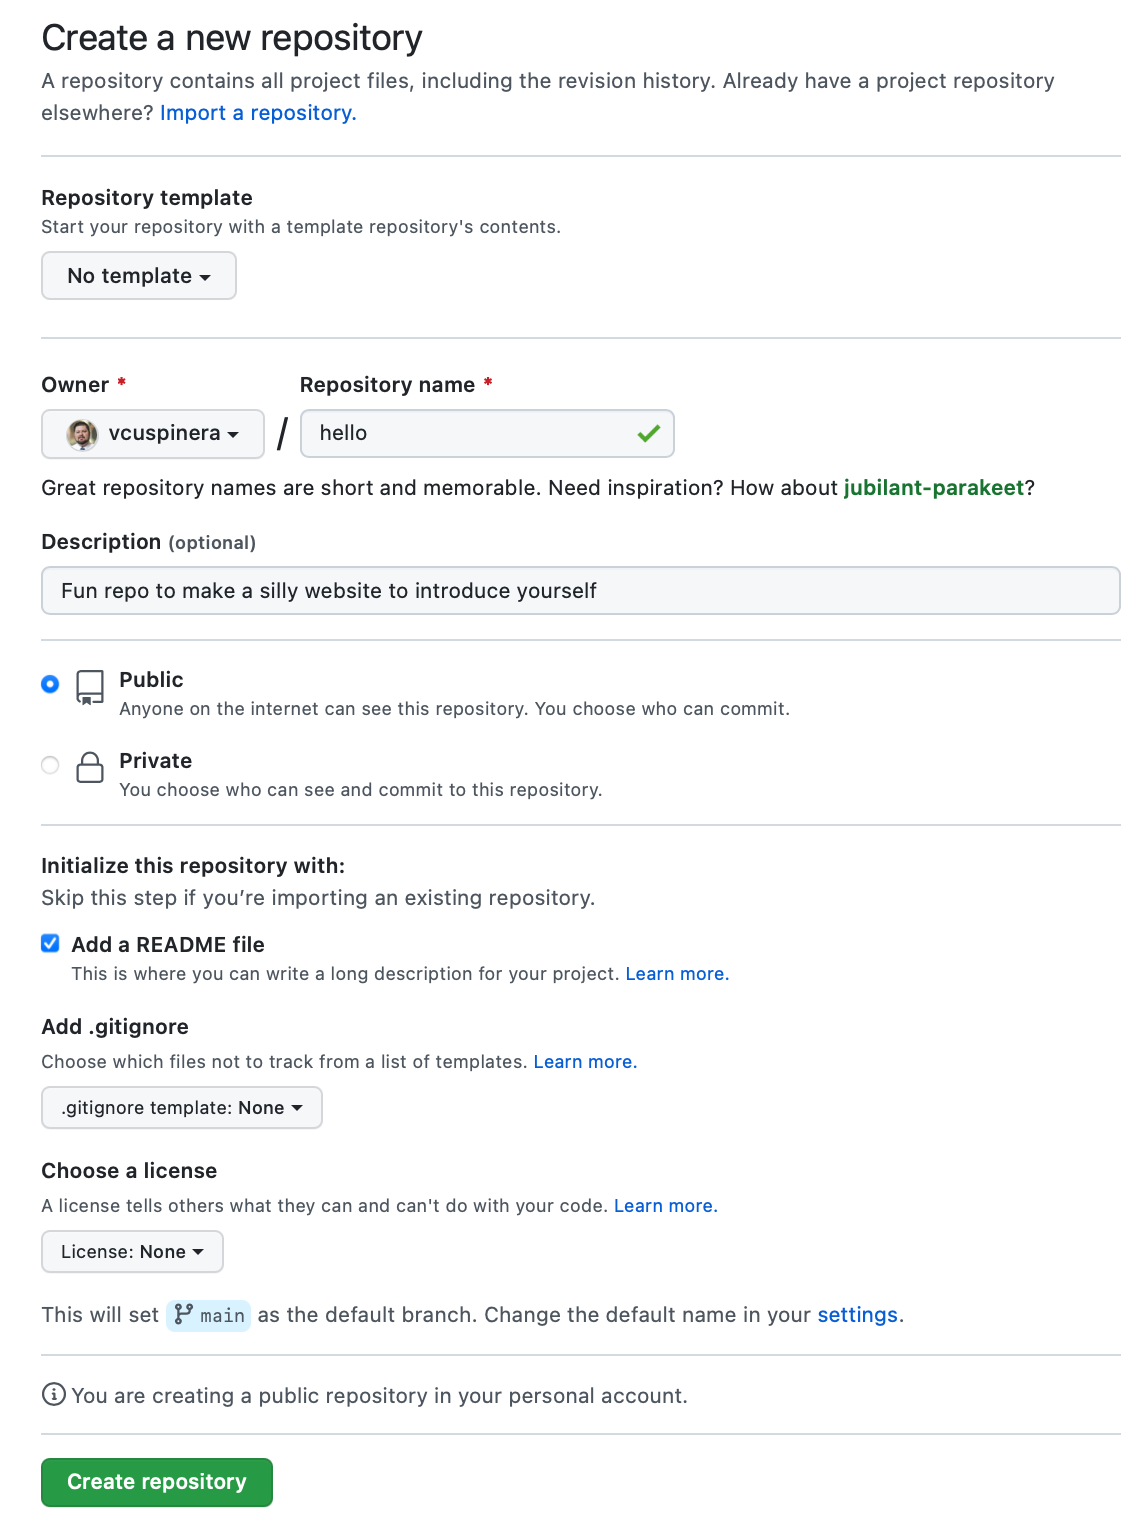 Create a new repository
A repository contains all project files, including the revision history. Already have a project repository
elsewhere? Import a repository.
Repository template
Start your repository with a template repository's contents.
No template
Owner * Repository name *
vcuspinera / hello
Great repository names are short and memorable. Need inspiration? How about jubilant-parakeet?
Description (optional)
Fun repo to make a silly website to introduce yourself
Public
Anyone on the internet can see this repository. You choose who can commit.
Private
You choose who can see and commit to this repository.
Initialize this repository with:
Skip this step if you’re importing an existing repository.
Add a README file
This is where you can write a long description for your project. Learn more.
Add .gitignore
Choose which files not to track from a list of templates. Learn more.
.gitignore template: None
Choose a license
A license tells others what they can and can't do with your code. Learn more.
License: None
This will set main as the default branch. Change the default name in your settings.
You are creating a public repository in your personal account.
Create repository